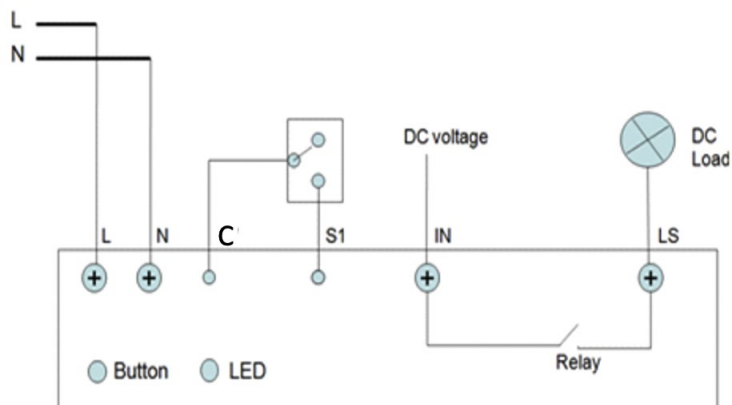 L
N
DC voltage
DC
Load
L N C S1 IN LS
Relay
Button LED